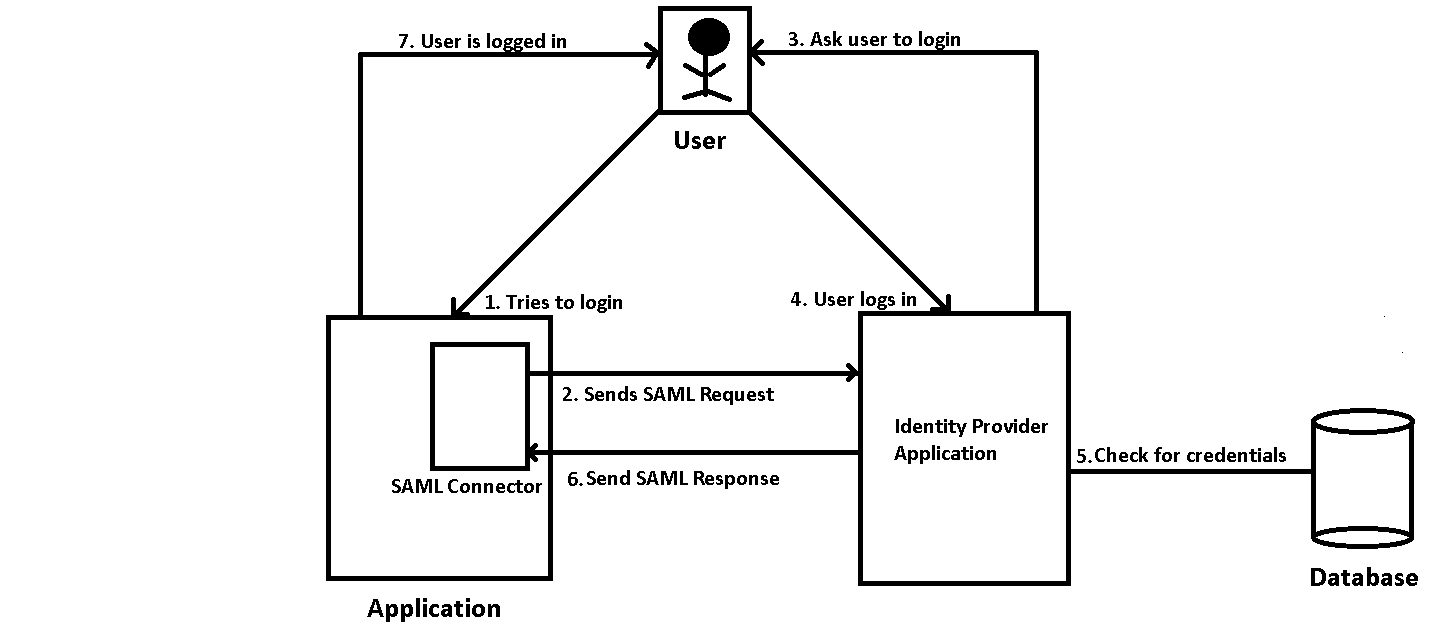 7. User is logged in
3. Ask user to login
User
1. Tries to login
4. User logs in
2. Sends SAML Request
Identity Provider
Application
5.Check for credentials
6.Send SAML Response
SAML Connector
Database
Application